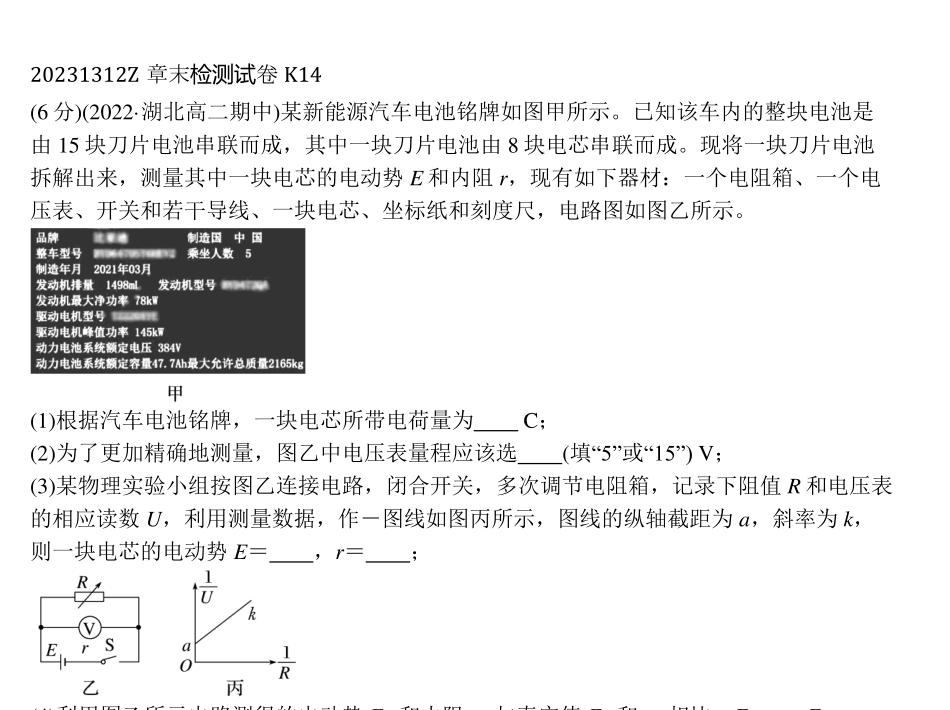 20231312Z 章末检测试卷 K14
(6 分)(2022·湖北高二期中)某新能源汽车电池铭牌如图甲所示。已知该车内的整块电池是
由 15 块刀片电池串联而成，其中一块刀片电池由 8 块电芯串联而成。现将一块刀片电池
拆解出来，测量其中一块电芯的电动势 E 和内阻 r，现有如下器材：一个电阻箱、一个电
压表、开关和若干导线、一块电芯、坐标纸和刻度尺，电路图如图乙所示。
品牌 制造国 中 国
整车型号 乘坐人数 5
制造年月 2021年03月
发动机排量 1498mL 发动机型号
发动机最大净功率 78kW
驱动电机型号
驱动电机峰值功率 145kW
动力电池系统额定电压 384V
动力电池系统额定容量47.7Ah最大允许总质量2165kg
甲
(1)根据汽车电池铭牌，一块电芯所带电荷量为____ C；
(2)为了更加精确地测量，图乙中电压表量程应该选____(填“5”或“15”) V；
(3)某物理实验小组按图乙连接电路，闭合开关，多次调节电阻箱，记录下阻值 R 和电压表
的相应读数 U，利用测量数据，作－图线如图丙所示，图线的纵轴截距为 a，斜率为 k，
则一块电芯的电动势 E＝____，r＝____；
R
V
E r S
乙
1/U
k
a
O
1/R
丙